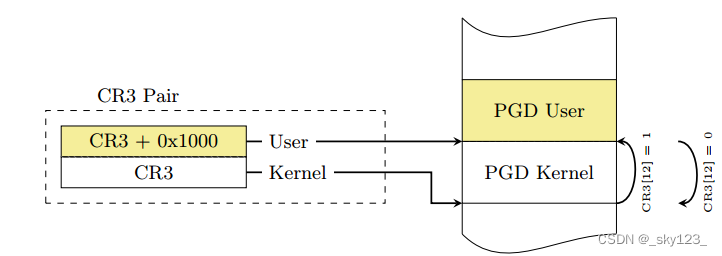 CR3 Pair
CR3 + 0x1000
CR3
User
Kernel
PGD User
PGD Kernel
CR3[12] = 1
CR3[12] = 0
CSDN @_sky123_